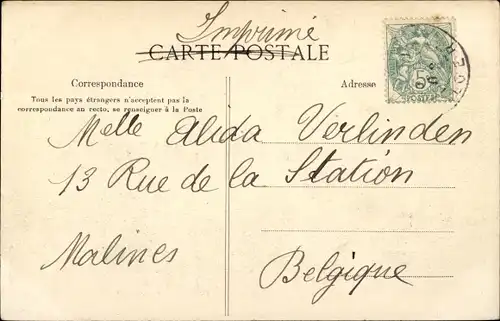 Imprimé
CARTE POSTALE
Correspondance
Adresse
Tous les pays étrangers n'acceptent pas la
correspondance au recto, se renseigner à la Poste
Melle Alida Verlinden
13 Rue de la Station
Malines
Belgique
5